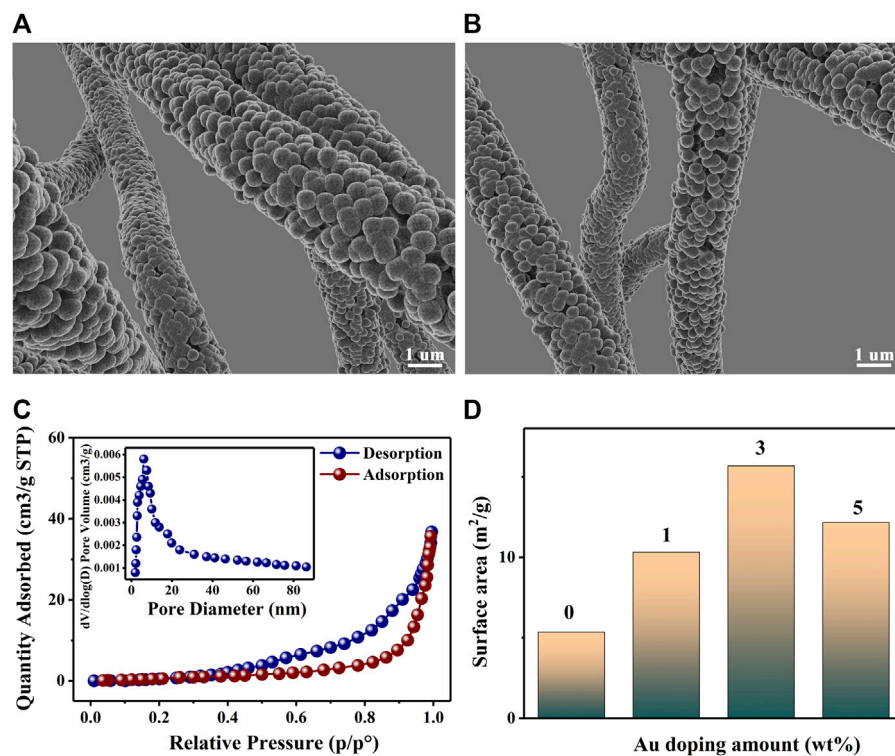 A
B
1 um
1 um
C
D
Quantity Adsorbed (cm3/g STP)
60
40
20
0
0.0 0.2 0.4 0.6 0.8 1.0
Relative Pressure (p/p°)
Desorption
Adsorption
dV/dlog(D) Pore Volume (cm3/g)
0.006
0.005
0.004
0.003
0.002
0.001
0 20 40 60 80
Pore Diameter (nm)
Surface area (m²/g)
10
0
0
1
3
5
Au doping amount (wt%)